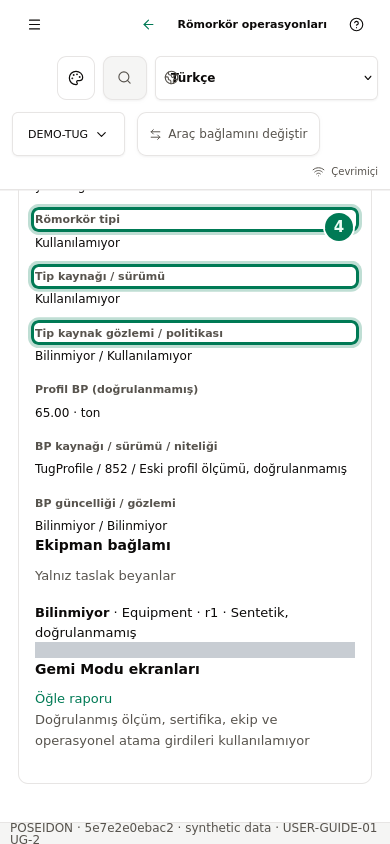 Römorkör operasyonları
Türkçe
DEMO-TUG
Araç bağlamını değiştir
Çevrimiçi
Römorkör tipi
4
Kullanılamıyor
Tip kaynağı / sürümü
Kullanılamıyor
Tip kaynak gözlemi / politikası
Bilinmiyor / Kullanılamıyor
Profil BP (doğrulanmamış)
65.00 · ton
BP kaynağı / sürümü / niteliği
TugProfile / 852 / Eski profil ölçümü, doğrulanmamış
BP güncelliği / gözlemi
Bilinmiyor / Bilinmiyor
Ekipman bağlamı
Yalnız taslak beyanlar
Bilinmiyor · Equipment · r1 · Sentetik,
doğrulanmamış
Gemi Modu ekranları
Öğle raporu
Doğrulanmış ölçüm, sertifika, ekip ve
operasyonel atama girdileri kullanılamıyor
POSEIDON · 5e7e2e0ebac2 · synthetic data · USER-GUIDE-01
UG-2